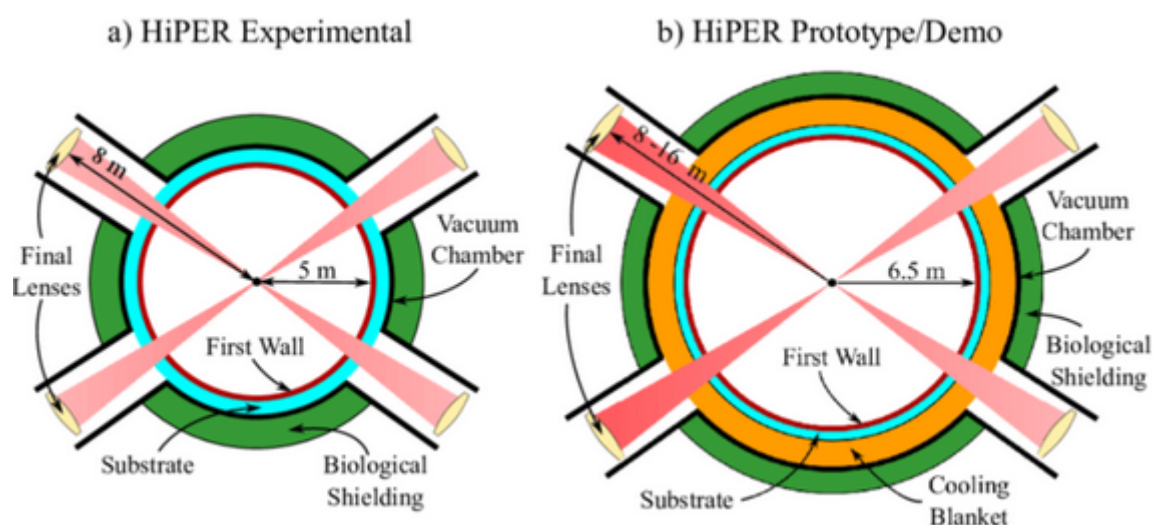 a) HiPER Experimental
8 m
Final
Lenses
5 m
Vacuum
Chamber
First Wall
Substrate
Biological
Shielding
b) HiPER Prototype/Demo
8 -16 m
Final
Lenses
6.5 m
Vacuum
Chamber
Biological
Shielding
First Wall
Substrate
Cooling
Blanket